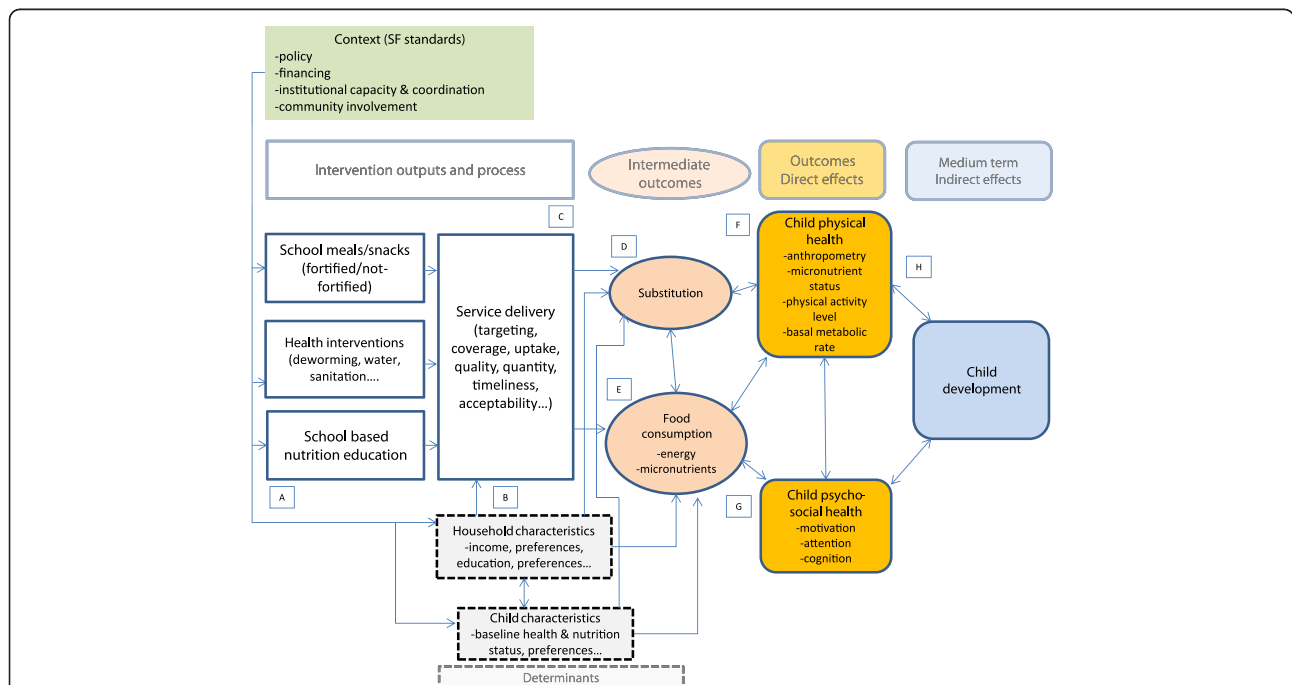 Context (SF standards)
-policy
-financing
-institutional capacity & coordination
-community involvement
Intervention outputs and process
Intermediate
outcomes
Outcomes
Direct effects
Medium term
Indirect effects
C
D
F
H
School meals/snacks
(fortified/not-
fortified)
Health interventions
(deworming, water,
sanitation....
School based
nutrition education
A
Service delivery
(targeting,
coverage, uptake,
quality, quantity,
timeliness,
acceptability...)
B
Substitution
E
Food
consumption
-energy
-micronutrients
Child physical
health
-anthropometry
-micronutrient
status
-physical activity
level
-basal metabolic
rate
Child
development
G
Child psycho-
social health
-motivation
-attention
-cognition
Household characteristics
-income, preferences,
education, preferences...
Child characteristics
-baseline health & nutrition
status, preferences...
Determinants